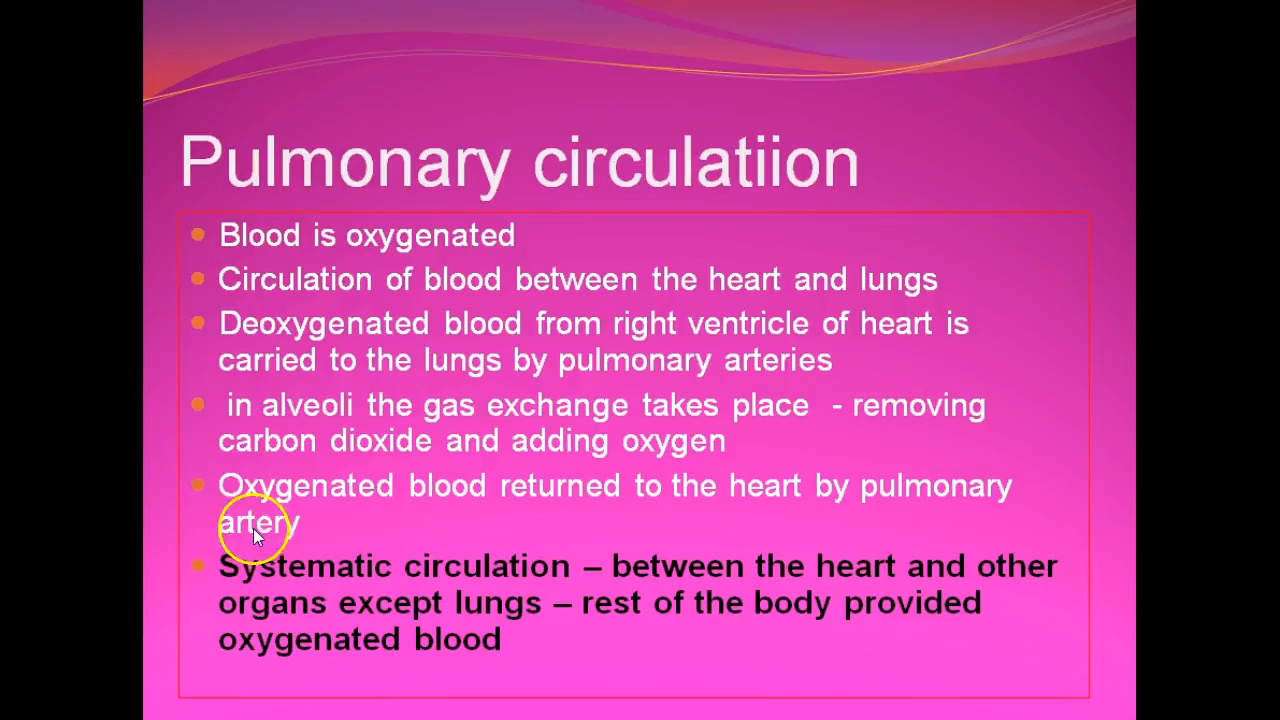 Pulmonary circulatiion
Blood is oxygenated
Circulation of blood between the heart and lungs
Deoxygenated blood from right ventricle of heart is
carried to the lungs by pulmonary arteries
in alveoli the gas exchange takes place - removing
carbon dioxide and adding oxygen
Oxygenated blood returned to the heart by pulmonary
artery
Systematic circulation – between the heart and other
organs except lungs – rest of the body provided
oxygenated blood